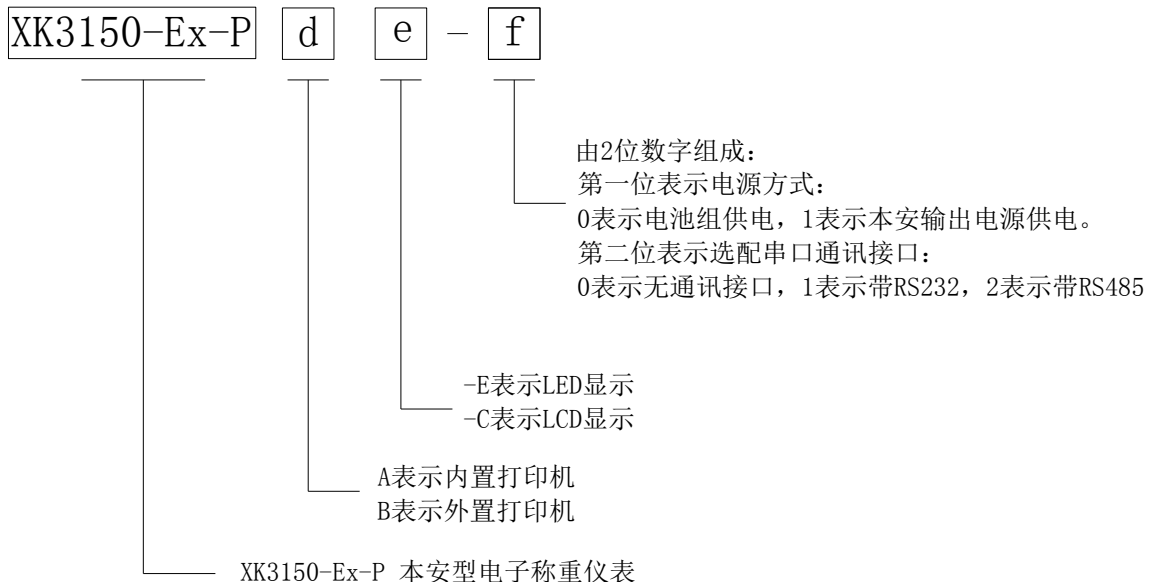 XK3150-Ex-P d e - f
由2位数字组成：
第一位表示电源方式：
0表示电池组供电，1表示本安输出电源供电。
第二位表示选配串口通讯接口：
0表示无通讯接口，1表示带RS232，2表示带RS485
-E表示LED显示
-C表示LCD显示
A表示内置打印机
B表示外置打印机
XK3150-Ex-P 本安型电子称重仪表